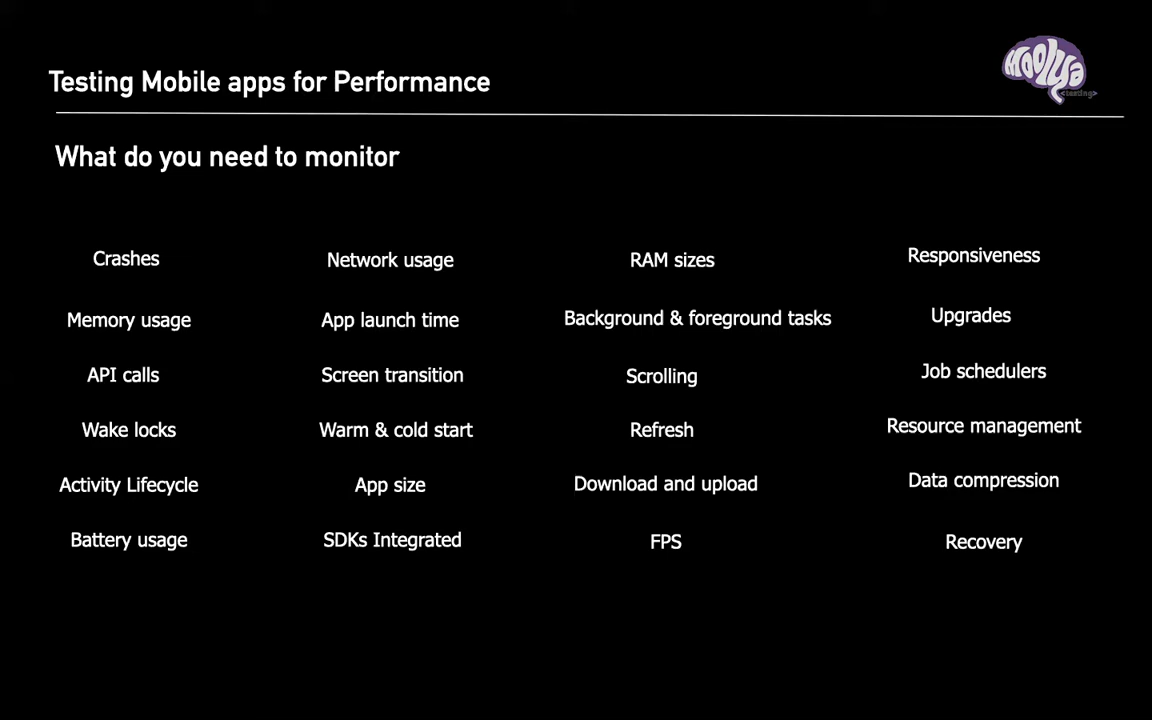 Testing Mobile apps for Performance
Moolya
<testing>
What do you need to monitor
Crashes
Network usage
RAM sizes
Responsiveness
Memory usage
App launch time
Background & foreground tasks
Upgrades
API calls
Screen transition
Scrolling
Job schedulers
Wake locks
Warm & cold start
Refresh
Resource management
Activity Lifecycle
App size
Download and upload
Data compression
Battery usage
SDKs Integrated
FPS
Recovery